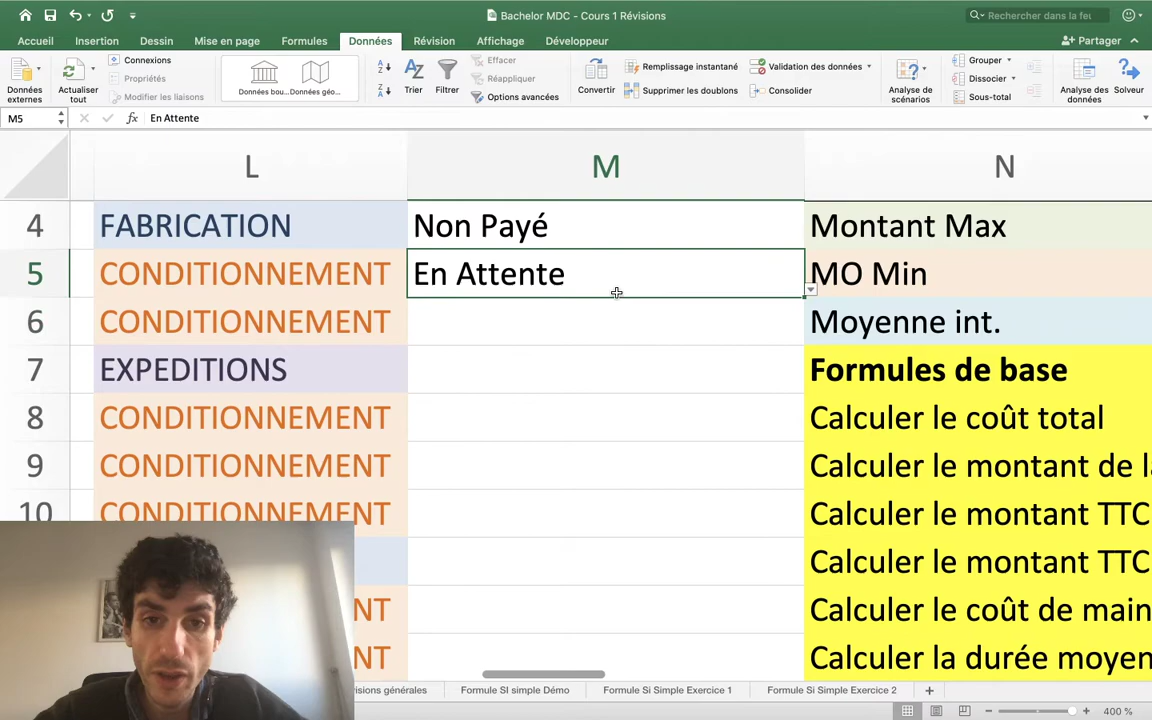 Bachelor MDC - Cours 1 Révisions
Rechercher dans la feu
Accueil Insertion Dessin Mise en page Formules Données Révision Affichage Développeur
Partager
Données externes
Actualiser tout
Connexions
Propriétés
Modifier les liaisons
Données bou...
Données géo...
Trier
Filtrer
Effacer
Réappliquer
Options avancées
Convertir
Remplissage instantané
Supprimer les doublons
Validation des données
Consolider
Analyse de scénarios
Grouper
Dissocier
Sous-total
Analyse des données
Solveur
M5 fx En Attente
L M N
4 FABRICATION Non Payé Montant Max
5 CONDITIONNEMENT En Attente MO Min
6 CONDITIONNEMENT Moyenne int.
7 EXPEDITIONS Formules de base
8 CONDITIONNEMENT Calculer le coût total
9 CONDITIONNEMENT Calculer le montant de la
10 CONDITIONNEMENT Calculer le montant TTC
Calculer le montant TTC
NT Calculer le coût de main
NT Calculer la durée moyen
visions générales Formule SI simple Démo Formule Si Simple Exercice 1 Formule Si Simple Exercice 2
400 %